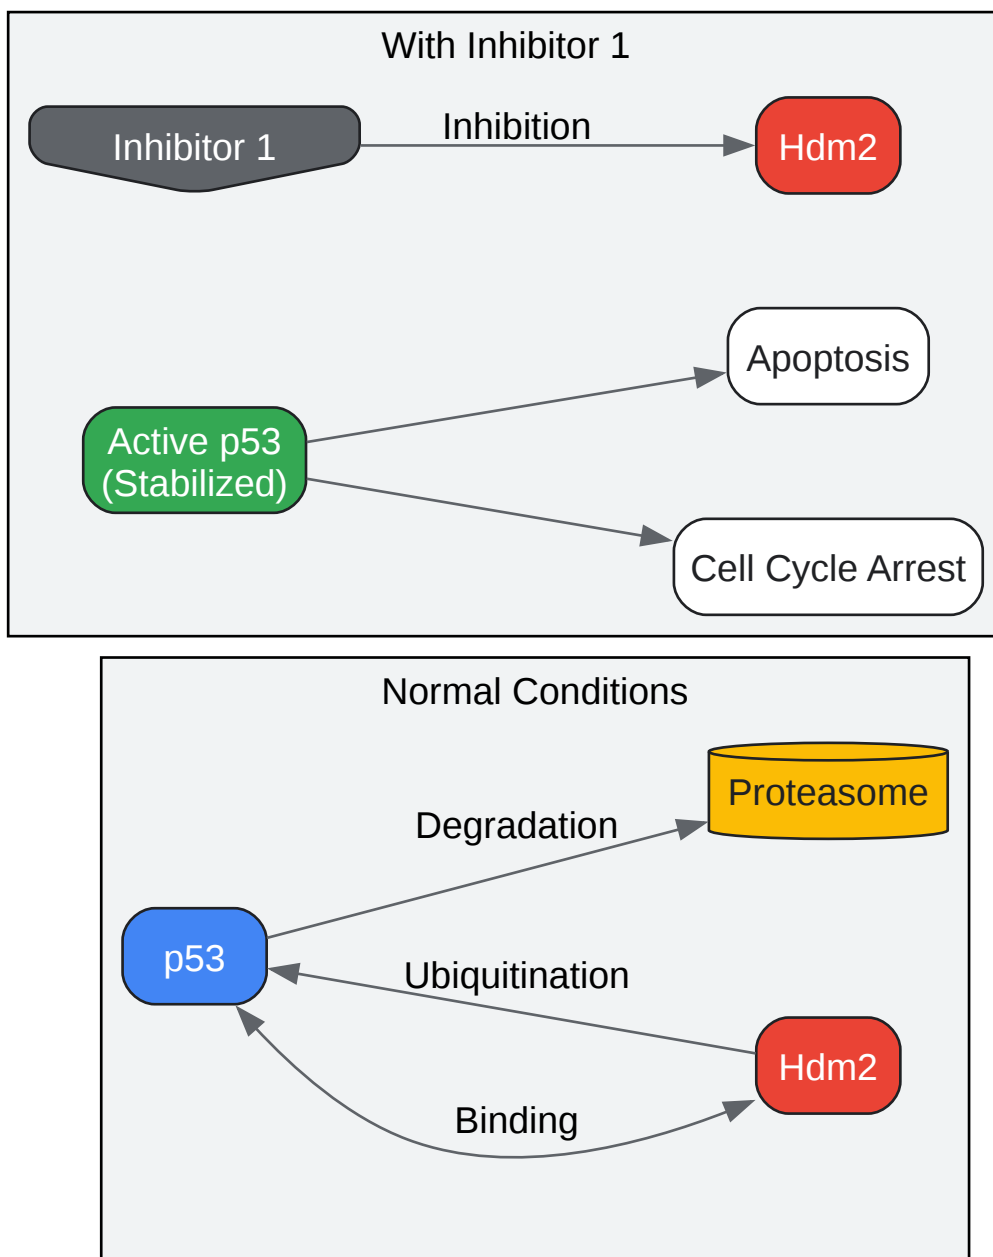 With Inhibitor 1
Inhibitor 1
Inhibition
Hdm2
Apoptosis
Active p53
(Stabilized)
Cell Cycle Arrest
Normal Conditions
Proteasome
Degradation
p53
Ubiquitination
Hdm2
Binding